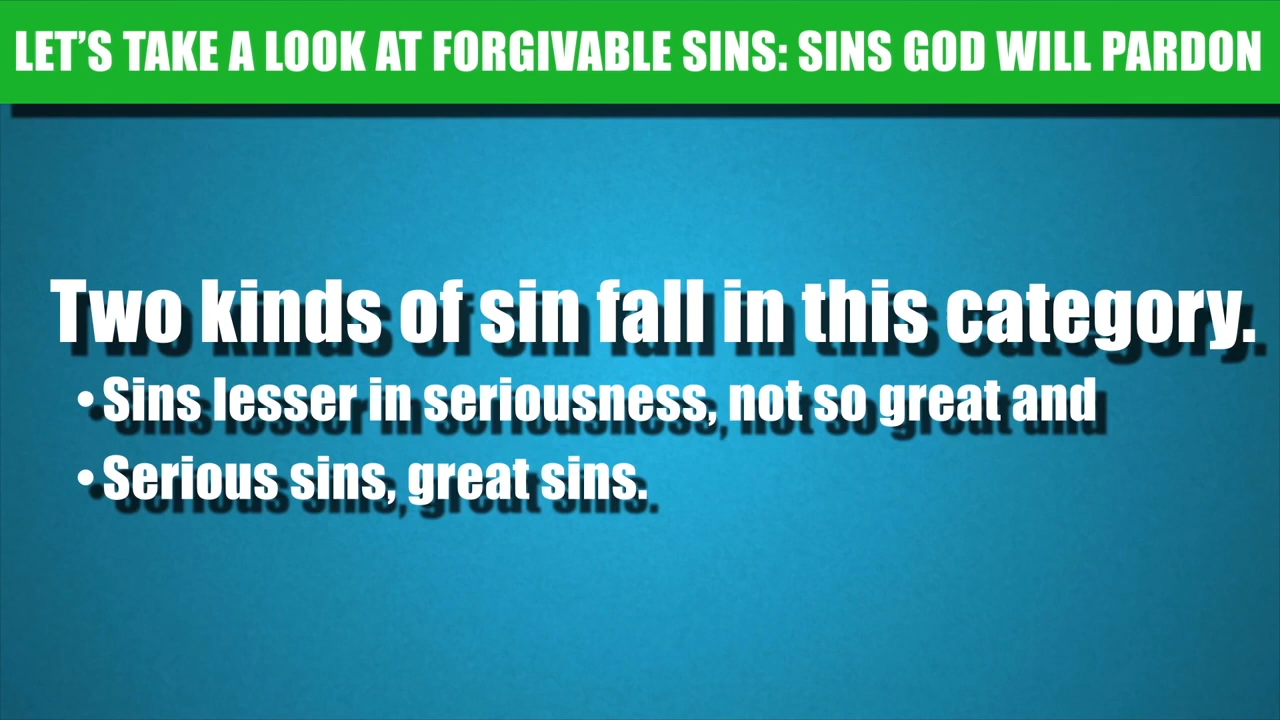 LET’S TAKE A LOOK AT FORGIVABLE SINS: SINS GOD WILL PARDON
Two kinds of sin fall in this category.
• Sins lesser in seriousness, not so great and
• Serious sins, great sins.